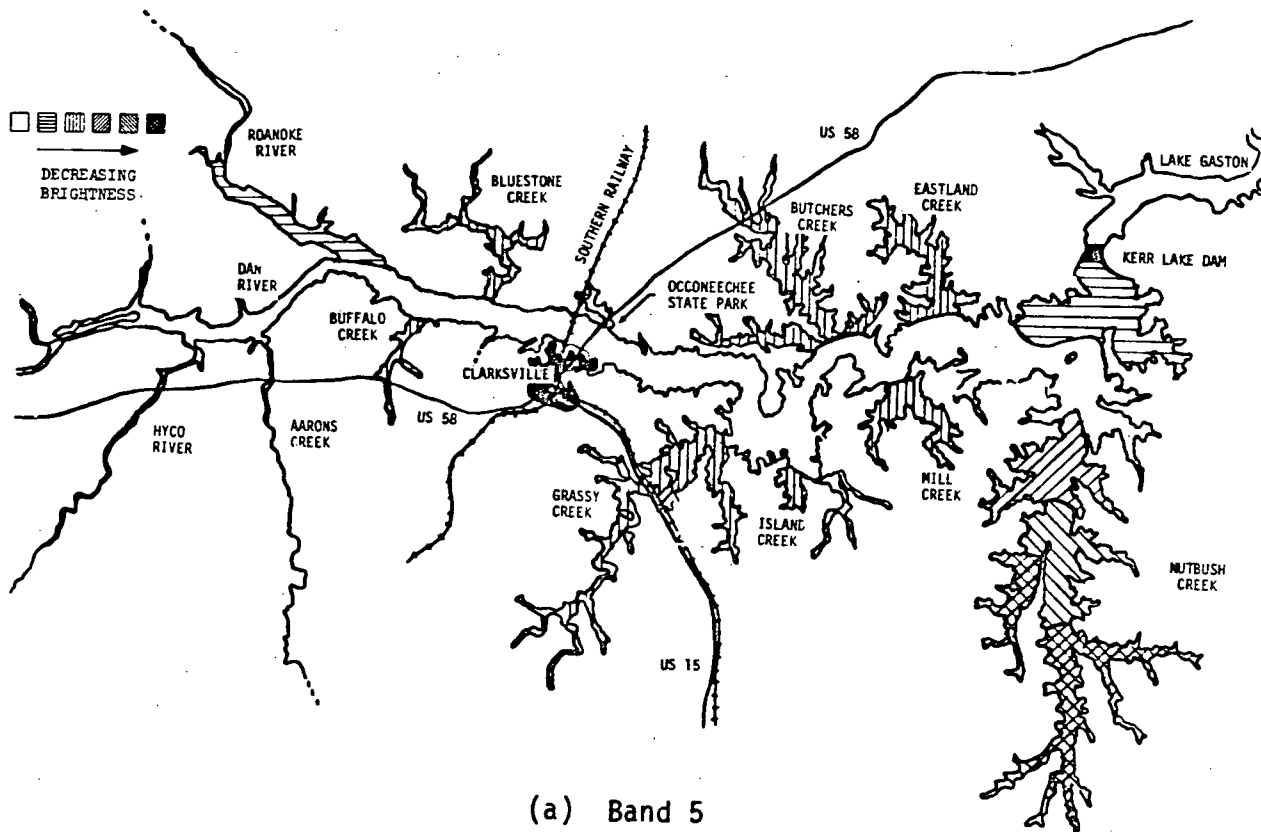 ROANOKE
RIVER
DECREASING
BRIGHTNESS
BLUESTONE
CREEK
SOUTHERN RAILWAY
US 58
BUTCHERS
CREEK
EASTLAND
CREEK
LAKE GASTON
KERR LAKE DAM
DAN
RIVER
OCCONEECHEE
STATE PARK
BUFFALO
CREEK
CLARKSVILLE
US 58
HYCO
RIVER
AARONS
CREEK
GRASSY
CREEK
ISLAND
CREEK
MILL
CREEK
NUTBUSH
CREEK
US 15
(a) Band 5